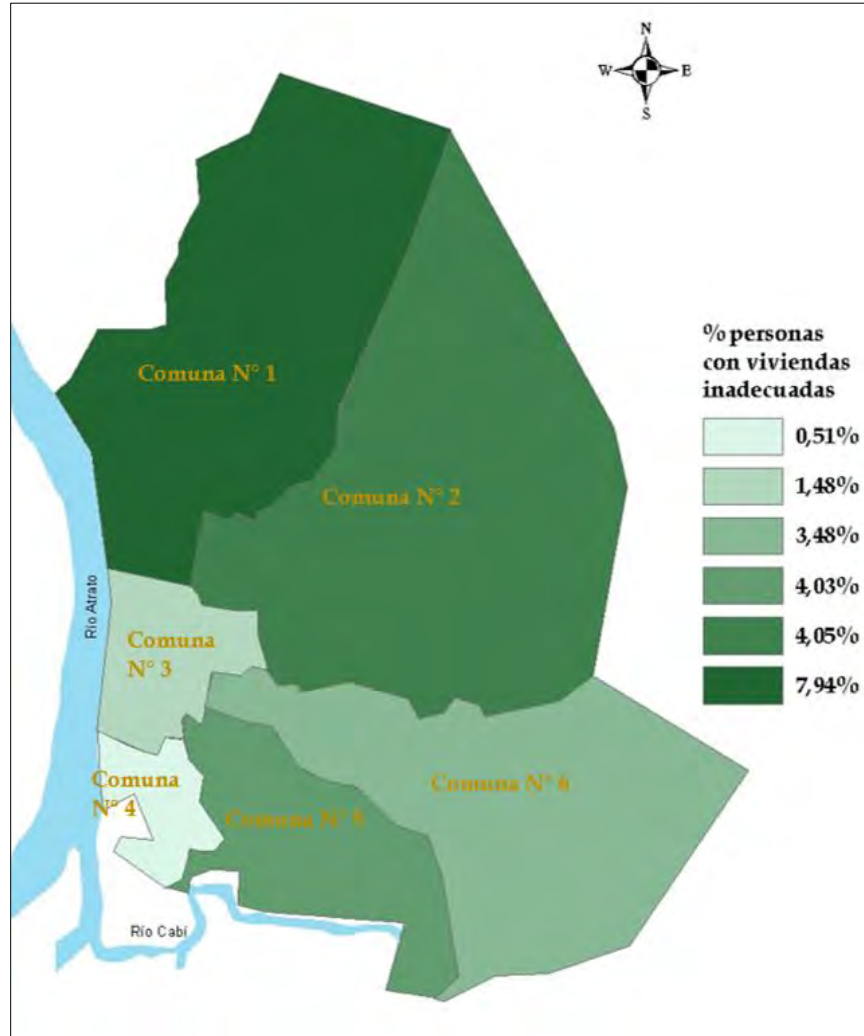 N
W E
S
Comuna N° 1
Comuna N° 2
Comuna
N° 3
Comuna
N° 4
Comuna N° 5
Comuna N° 6
Río Atrato
Río Cabí
% personas
con viviendas
inadecuadas
0,51%
1,48%
3,48%
4,03%
4,05%
7,94%